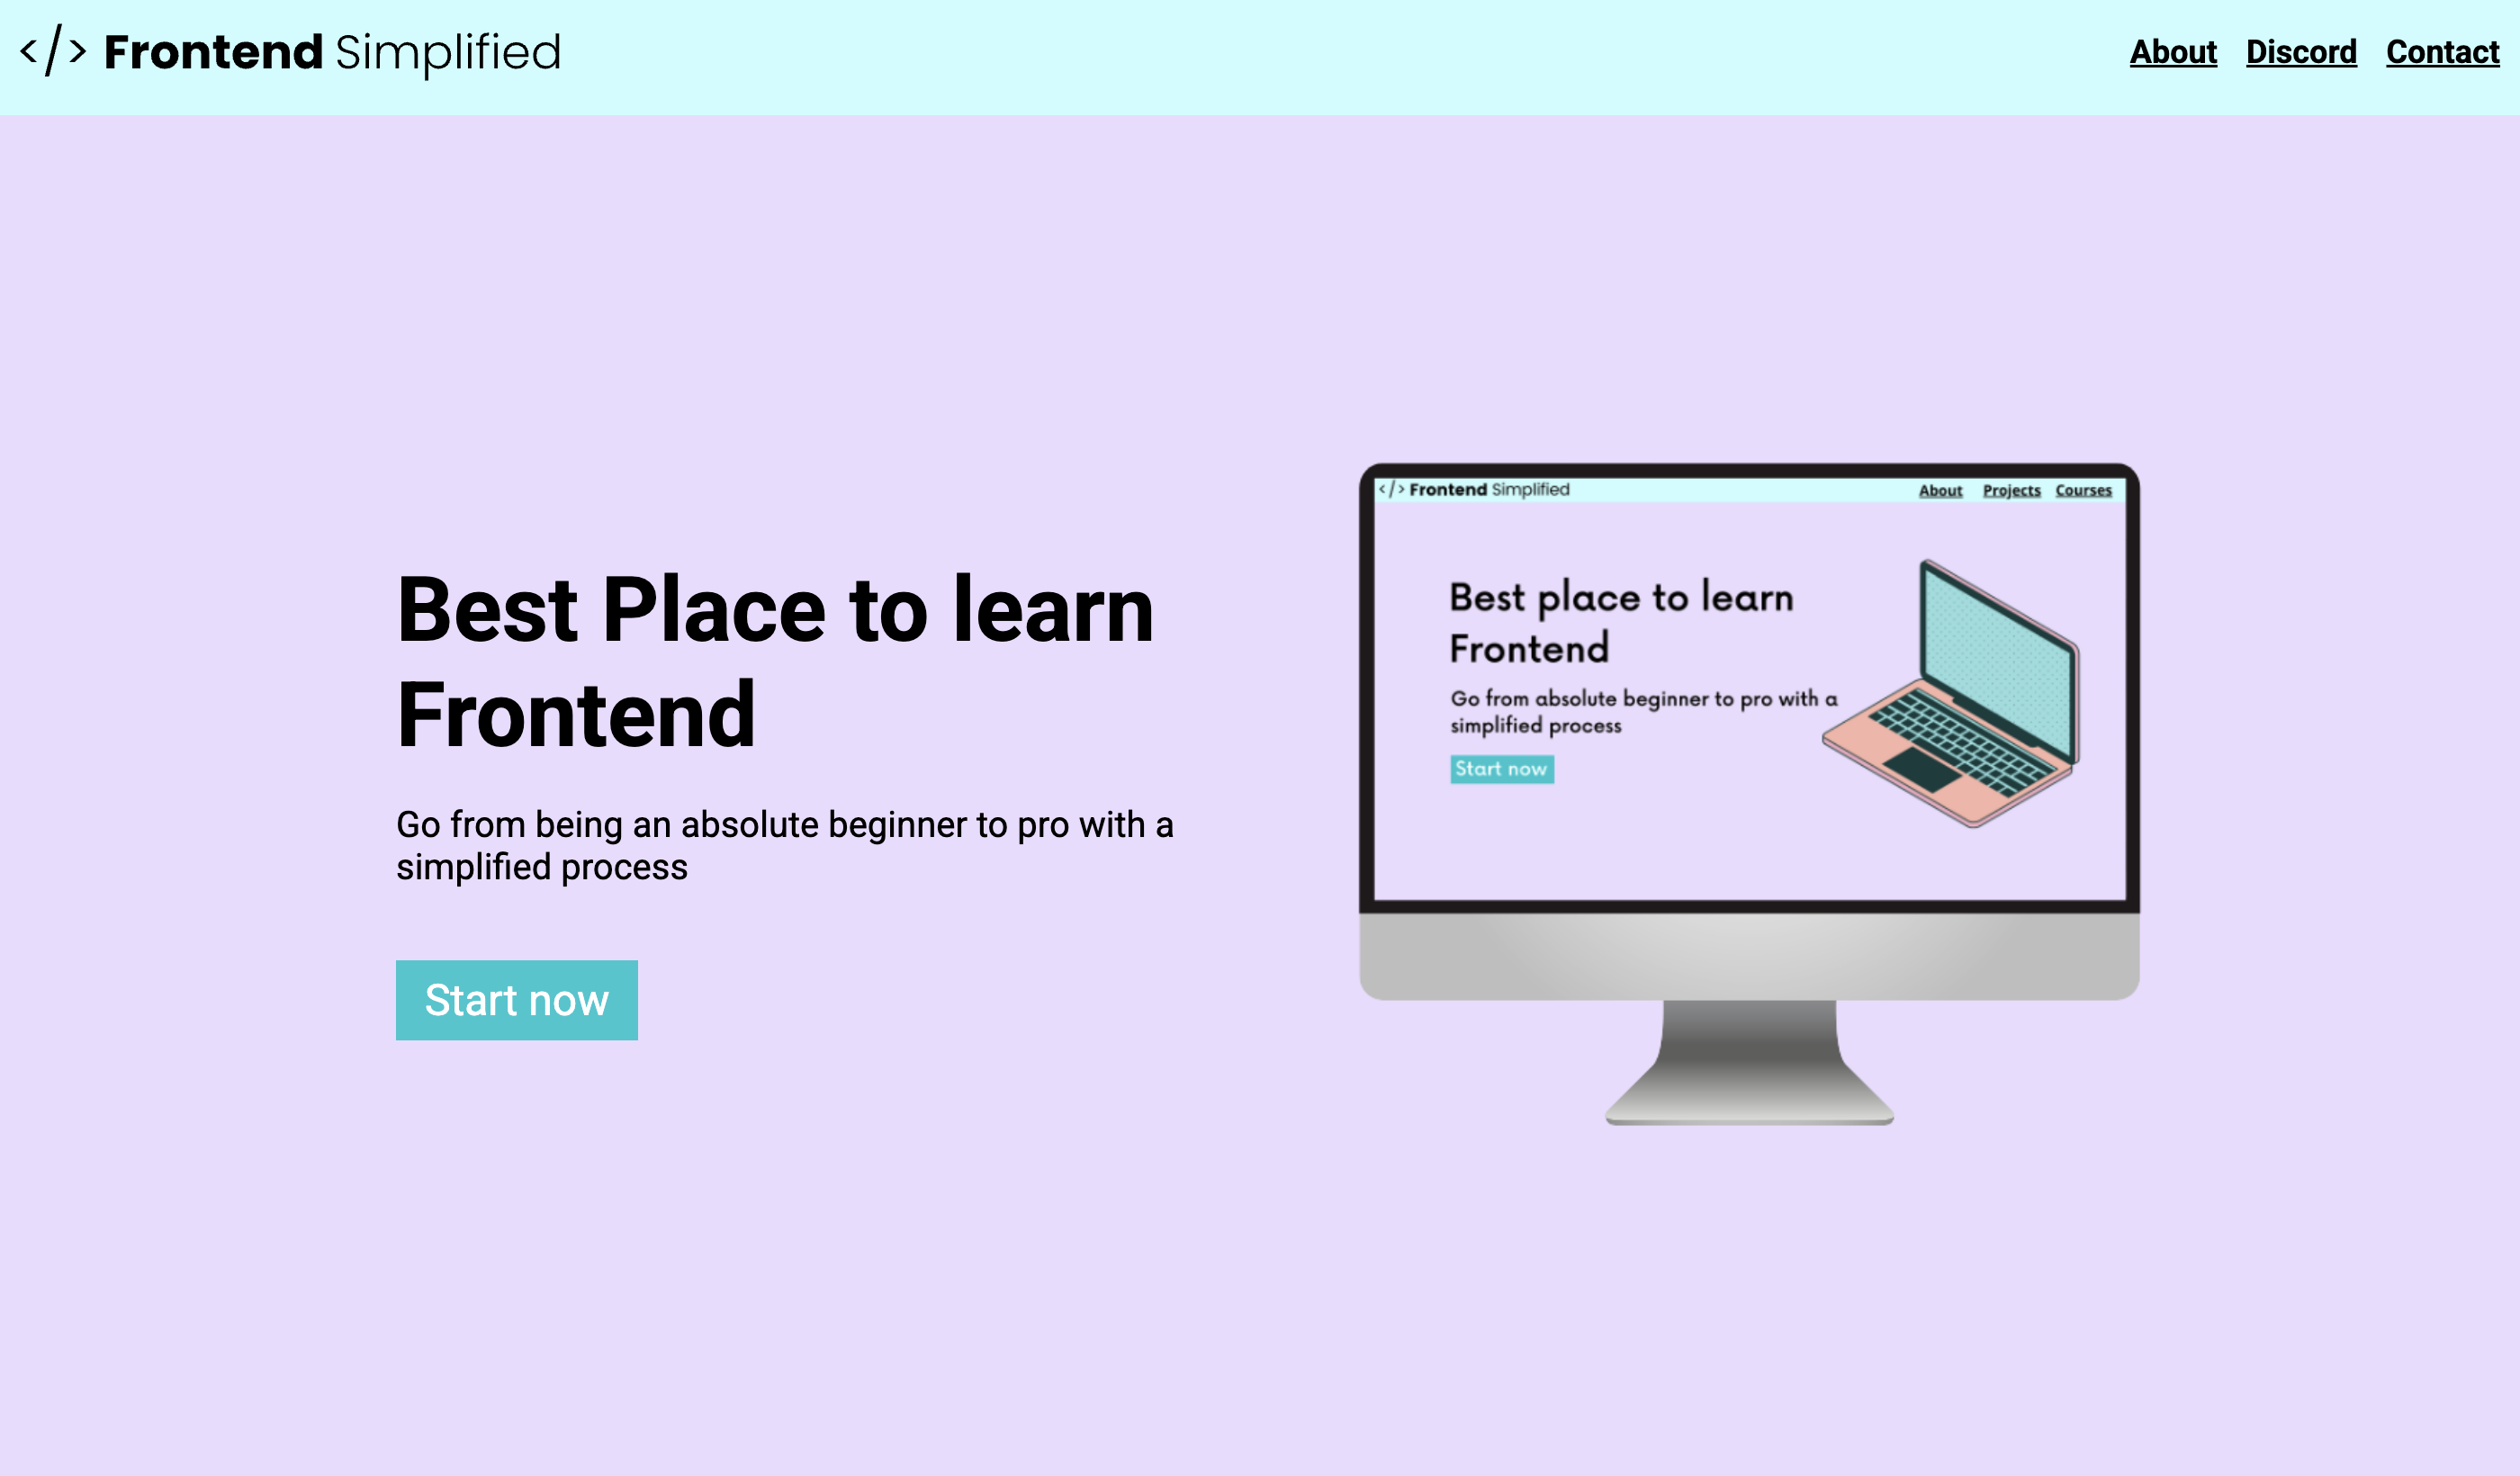 </> Frontend Simplified
About Discord Contact
Best Place to learn
Frontend
Go from being an absolute beginner to pro with a
simplified process
Start now
</> Frontend Simplified
About Projects Courses
Best place to learn
Frontend
Go from absolute beginner to pro with a
simplified process
Start now